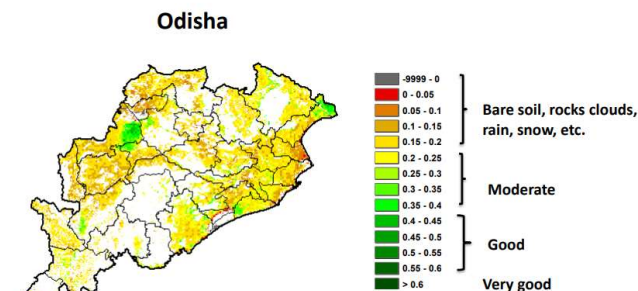 Odisha
-9999 - 0
0 - 0.05
0.05 - 0.1
0.1 - 0.15
0.15 - 0.2
0.2 - 0.25
0.25 - 0.3
0.3 - 0.35
0.35 - 0.4
0.4 - 0.45
0.45 - 0.5
0.5 - 0.55
0.55 - 0.6
> 0.6
Bare soil, rocks clouds,
rain, snow, etc.
Moderate
Good
Very good